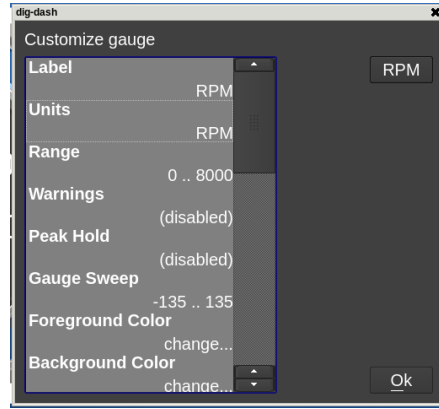 dig-dash
Customize gauge
Label
RPM
RPM
Units
RPM
Range
0 .. 8000
Warnings
(disabled)
Peak Hold
(disabled)
Gauge Sweep
-135 .. 135
Foreground Color
change...
Background Color
change...
Ok